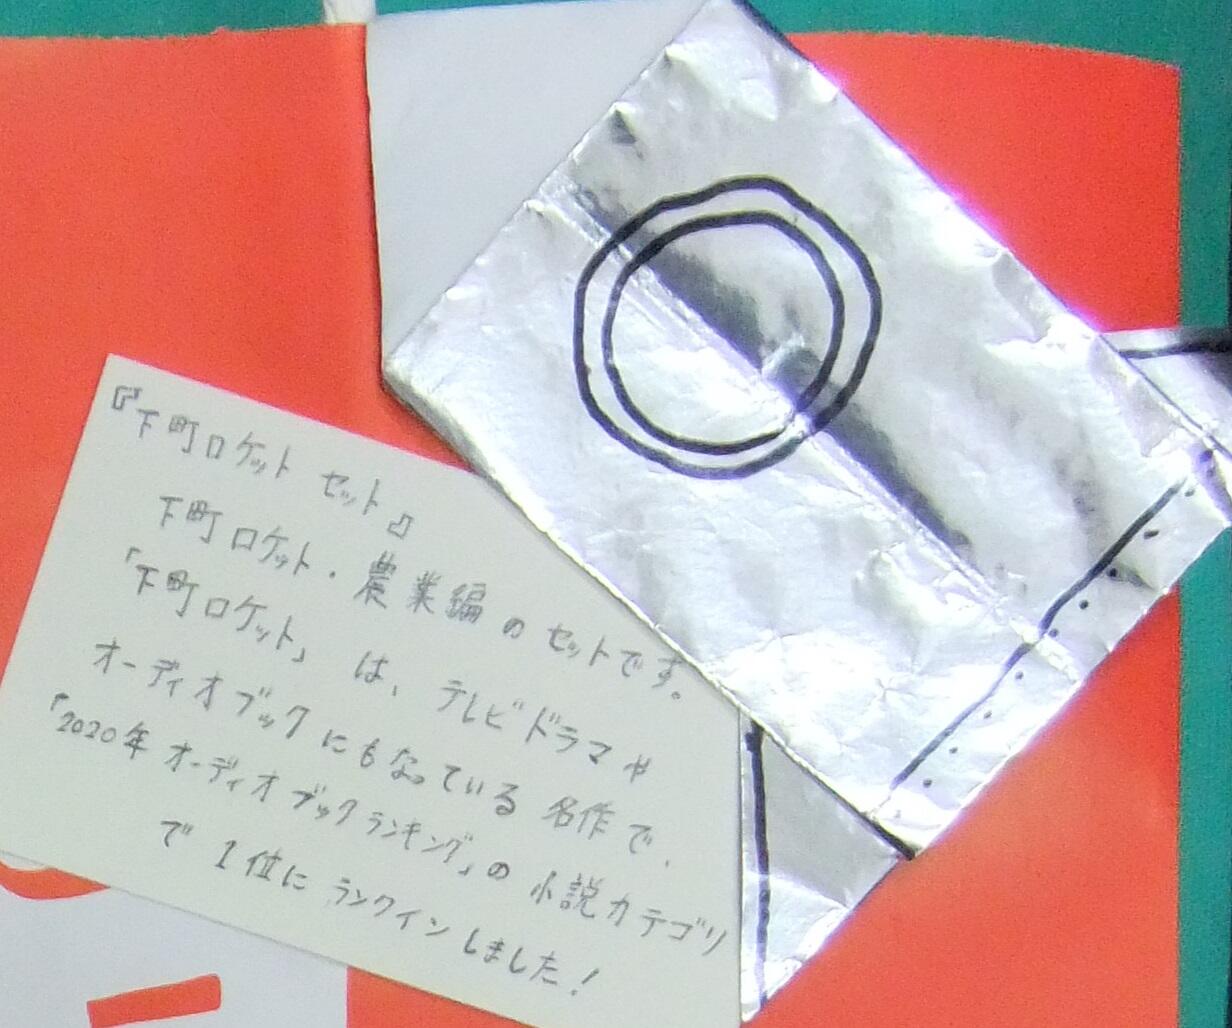 『下町ロケット セット』
下町ロケット・農業編のセットです。
「下町ロケット」は、テレビドラマや
オーディオブックにもなっている名作で、
「2020年オーディオブックランキング」の小説カテゴリ
で1位にランクインしました！